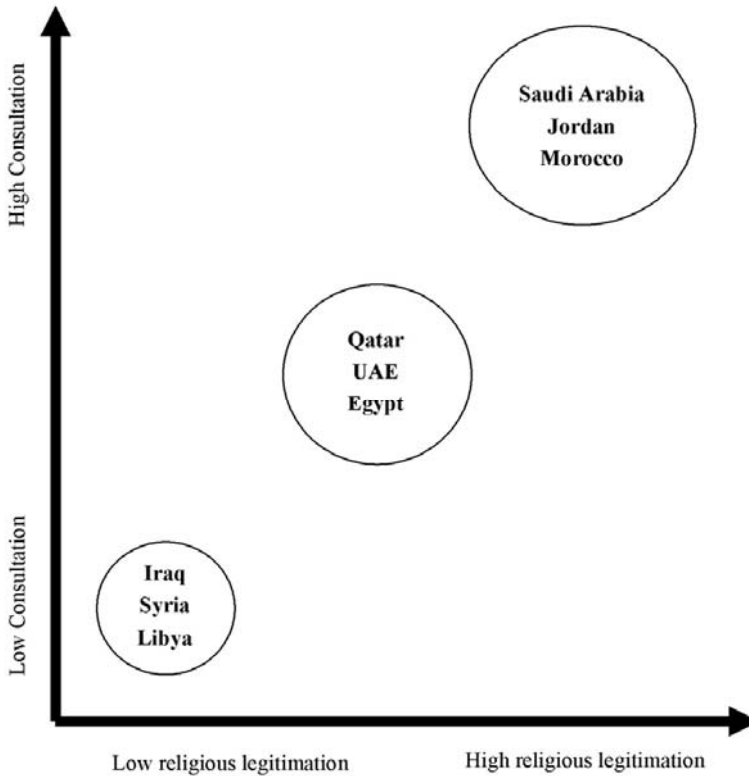 High Consultation
Low Consultation
Saudi Arabia
Jordan
Morocco
Qatar
UAE
Egypt
Iraq
Syria
Libya
Low religious legitimation
High religious legitimation